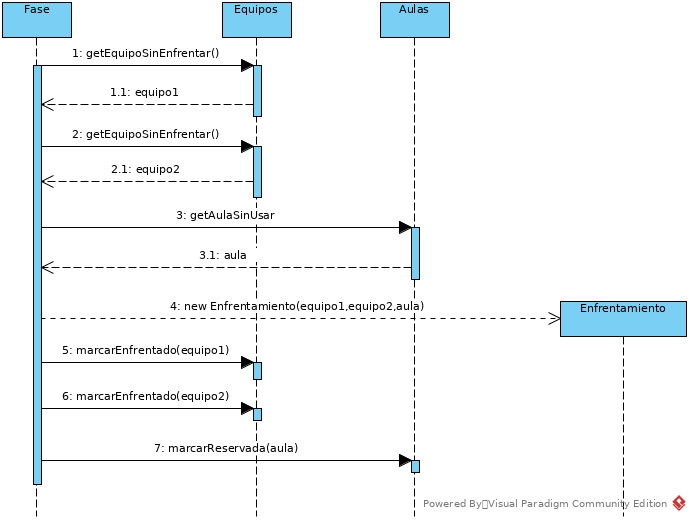 Fase
Equipos
Aulas
1: getEquipoSinEnfrentar()
1.1: equipo1
2: getEquipoSinEnfrentar()
2.1: equipo2
3: getAulaSinUsar
3.1: aula
4: new Enfrentamiento(equipo1,equipo2,aula)
Enfrentamiento
5: marcarEnfrentado(equipo1)
6: marcarEnfrentado(equipo2)
7: marcarReservada(aula)
Powered By Visual Paradigm Community Edition